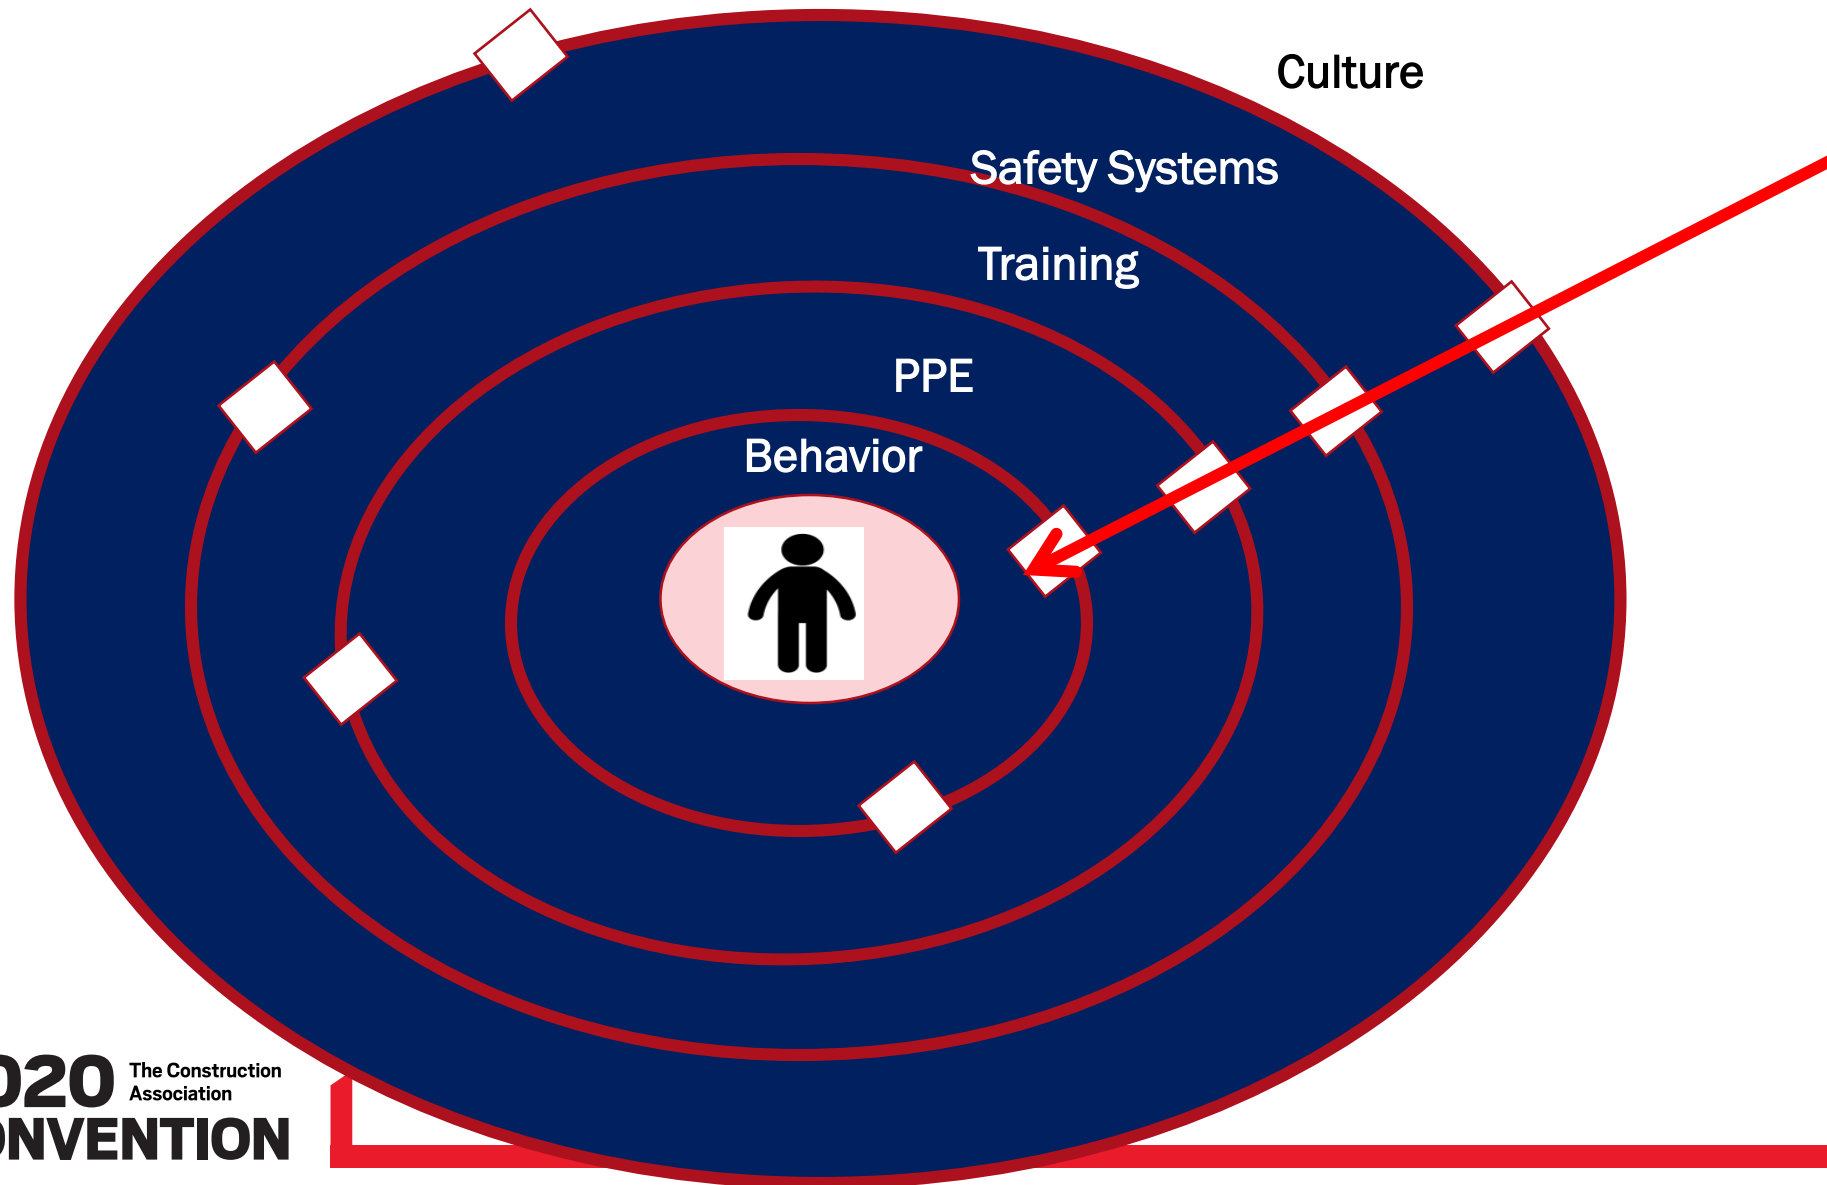 Culture
Safety Systems
Training
PPE
Behavior
020 The Construction
Association
ONVENTION